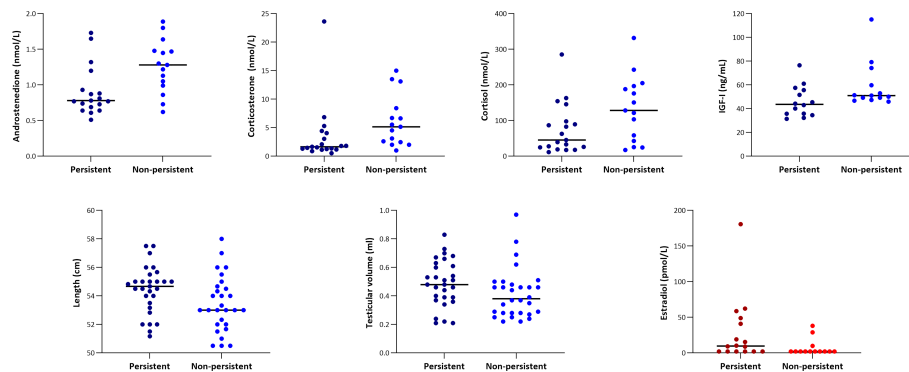 Androstenedione (nmol/L)
2.0
1.5
1.0
0.5
0.0
Persistent Non-persistent
Corticosterone (nmol/L)
25
20
15
10
5
0
Persistent Non-persistent
Cortisol (nmol/L)
400
300
200
100
0
Persistent Non-persistent
IGF-I (ng/mL)
120
100
80
60
40
20
0
Persistent Non-persistent
Length (cm)
60
58
56
54
52
50
Persistent Non-persistent
Testicular volume (ml)
1.0
0.8
0.6
0.4
0.2
0.0
Persistent Non-persistent
Estradiol (pmol/L)
200
150
100
50
0
Persistent Non-persistent